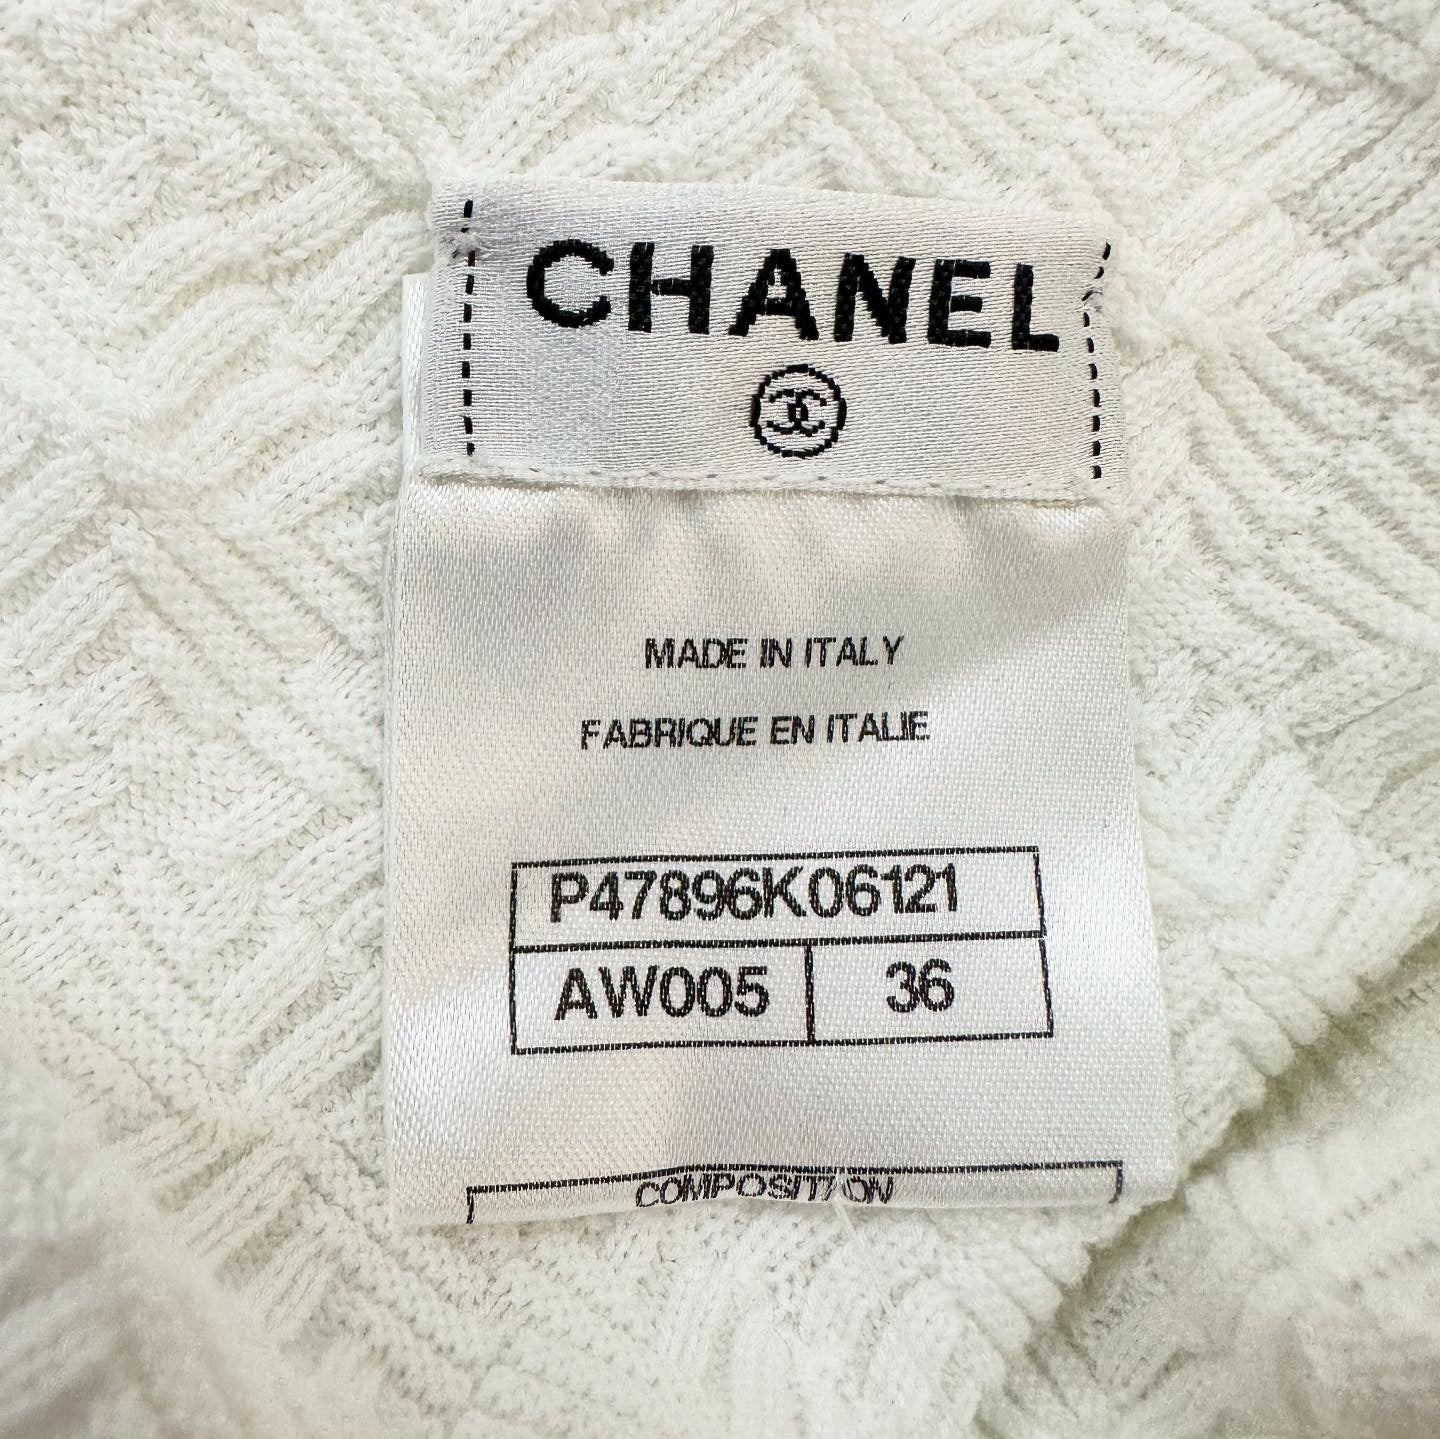 CHANEL
MADE IN ITALY
FABRIQUE EN ITALIE
P47896K06121
AW005 36
COMPOSITION